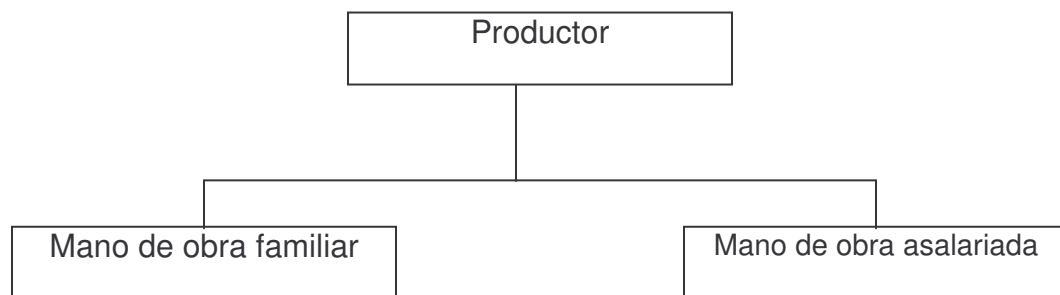 Productor
Mano de obra familiar
Mano de obra asalariada